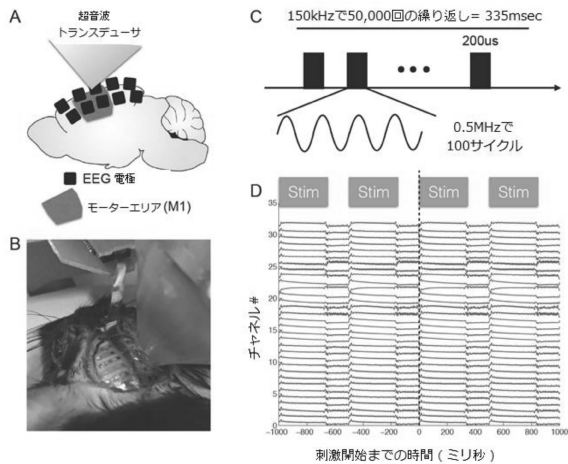 A
超音波
トランスデューサ
EEG 電極
モーターエリア(M1)
B
C
150kHzで50,000回の繰り返し= 335msec
200us
0.5MHzで
100サイクル
D
Stim Stim Stim Stim
35
30
25
20
15
10
5
0
チャネル #
-1000 -800 -600 -400 -200 0 200 400 600 800 1000
刺激開始までの時間 ( ミリ秒 )